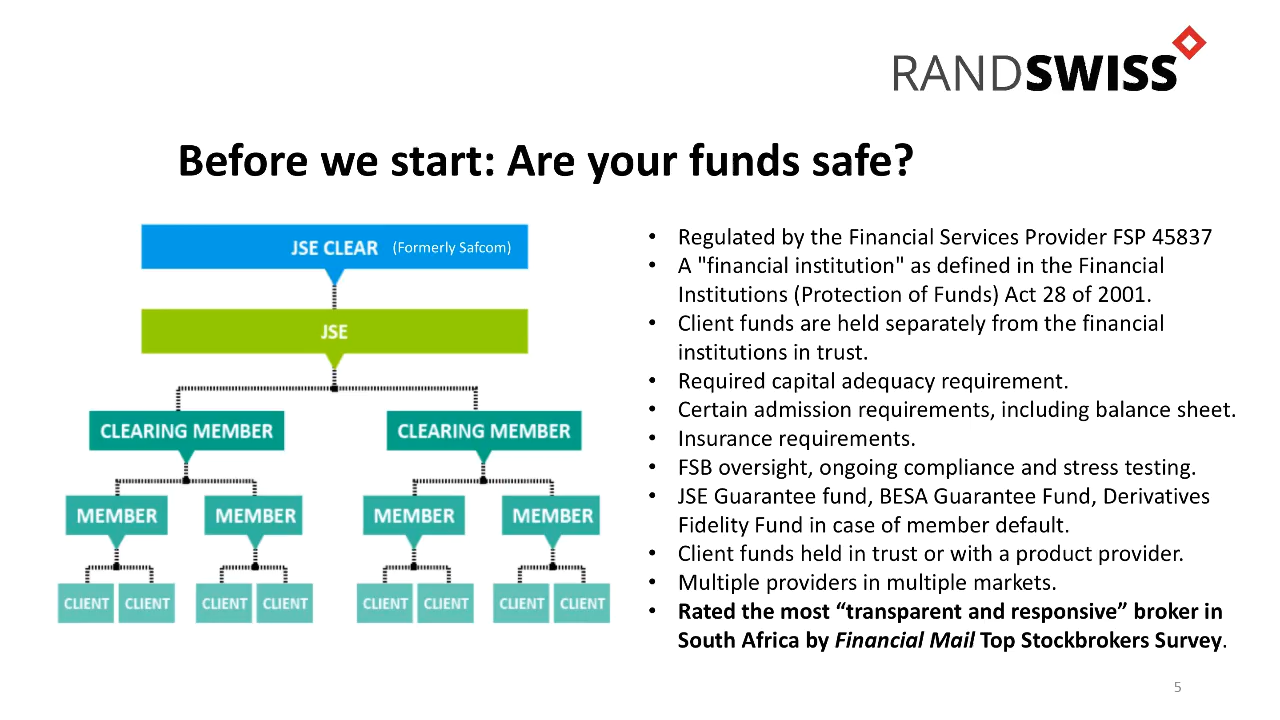 RANDSWISS
Before we start: Are your funds safe?
JSE CLEAR (Formerly Safcom)
JSE
CLEARING MEMBER CLEARING MEMBER
MEMBER MEMBER MEMBER MEMBER
CLIENT CLIENT CLIENT CLIENT CLIENT CLIENT CLIENT CLIENT
• Regulated by the Financial Services Provider FSP 45837
• A "financial institution" as defined in the Financial
Institutions (Protection of Funds) Act 28 of 2001.
• Client funds are held separately from the financial
institutions in trust.
• Required capital adequacy requirement.
• Certain admission requirements, including balance sheet.
• Insurance requirements.
• FSB oversight, ongoing compliance and stress testing.
• JSE Guarantee fund, BESA Guarantee Fund, Derivatives
Fidelity Fund in case of member default.
• Client funds held in trust or with a product provider.
• Multiple providers in multiple markets.
• Rated the most “transparent and responsive” broker in
South Africa by Financial Mail Top Stockbrokers Survey.
5